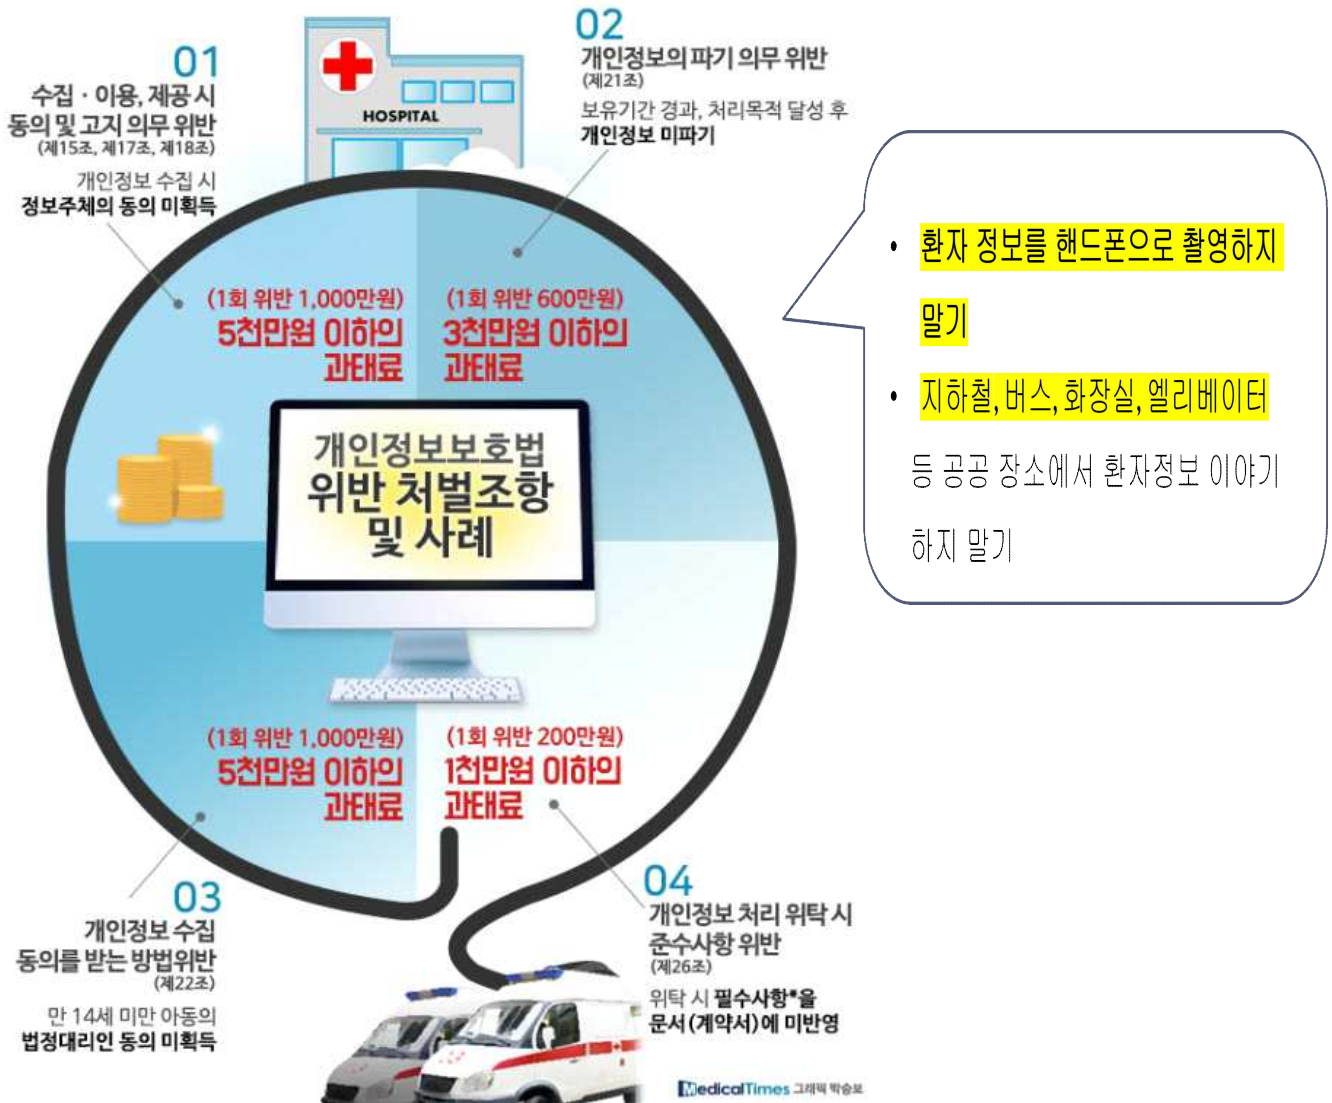 01
수집 · 이용, 제공 시
동의 및 고지 의무 위반
(제15조, 제17조, 제18조)
개인정보 수집 시
정보주체의 동의 미획득
HOSPITAL
02
개인정보의 파기 의무 위반
(제21조)
보유기간 경과, 처리목적 달성 후
개인정보 미파기
(1회 위반 1,000만원)
5천만원 이하의
과태료
(1회 위반 600만원)
3천만원 이하의
과태료
개인정보보호법
위반 처벌조항
및 사례
(1회 위반 1,000만원)
5천만원 이하의
과태료
(1회 위반 200만원)
1천만원 이하의
과태료
03
개인정보 수집
동의를 받는 방법위반
(제22조)
만 14세 미만 아동의
법정대리인 동의 미획득
04
개인정보 처리 위탁 시
준수사항 위반
(제26조)
위탁 시 필수사항*을
문서(계약서)에 미반영
MedicalTimes 그래픽 박승보
• 환자 정보를 핸드폰으로 촬영하지
말기
• 지하철, 버스, 화장실, 엘리베이터
등 공공 장소에서 환자정보 이야기
하지 말기